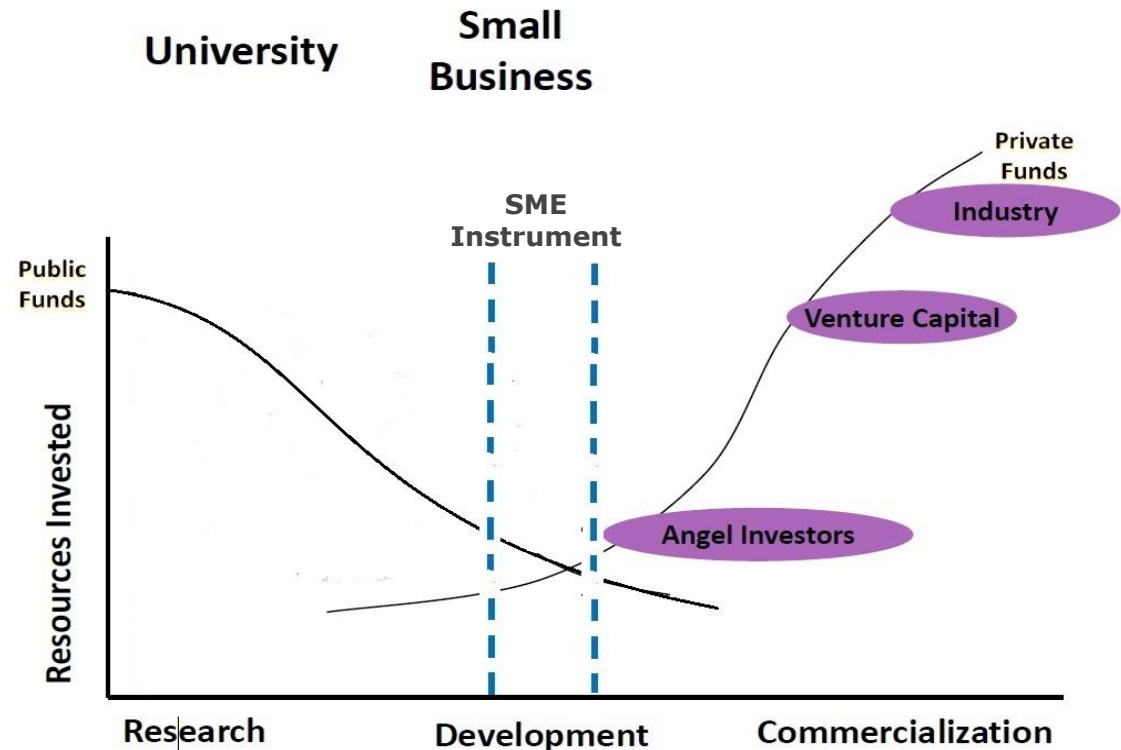 University
Small
Business
Private
Funds
Industry
SME
Instrument
Public
Funds
Venture Capital
Resources Invested
Angel Investors
Research
Development
Commercialization